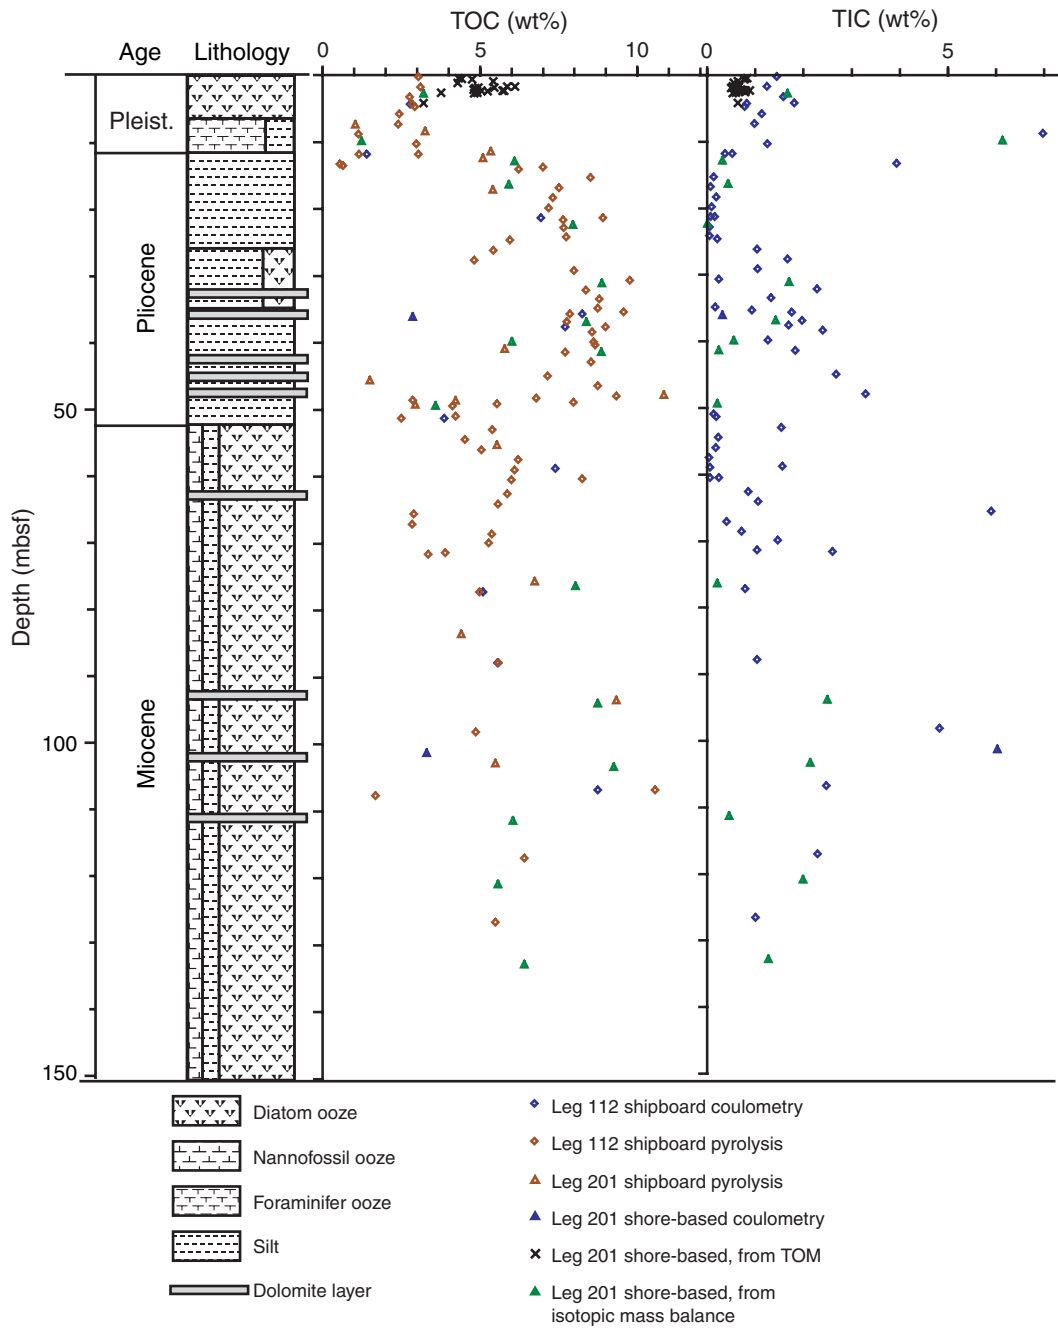 TOC (wt%)
TIC (wt%)
Age
Lithology
0
5
10
0
5
Pleist.
Pliocene
Miocene
Depth (mbsf)
50
100
150
Diatom ooze
Nannofossil ooze
Foraminifer ooze
Silt
Dolomite layer
Leg 112 shipboard coulometry
Leg 112 shipboard pyrolysis
Leg 201 shipboard pyrolysis
Leg 201 shore-based coulometry
Leg 201 shore-based, from TOM
Leg 201 shore-based, from
isotopic mass balance